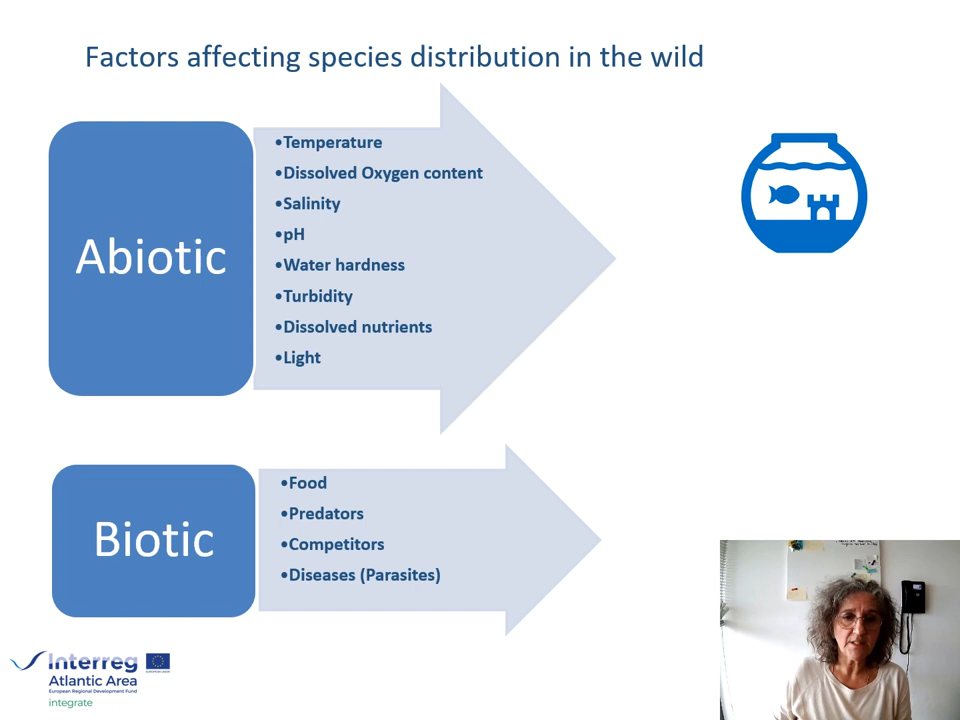 Factors affecting species distribution in the wild
Abiotic
•Temperature
•Dissolved Oxygen content
•Salinity
•pH
•Water hardness
•Turbidity
•Dissolved nutrients
•Light
Biotic
•Food
•Predators
•Competitors
•Diseases (Parasites)
Interreg
Atlantic Area
European Regional Development Fund
integrate